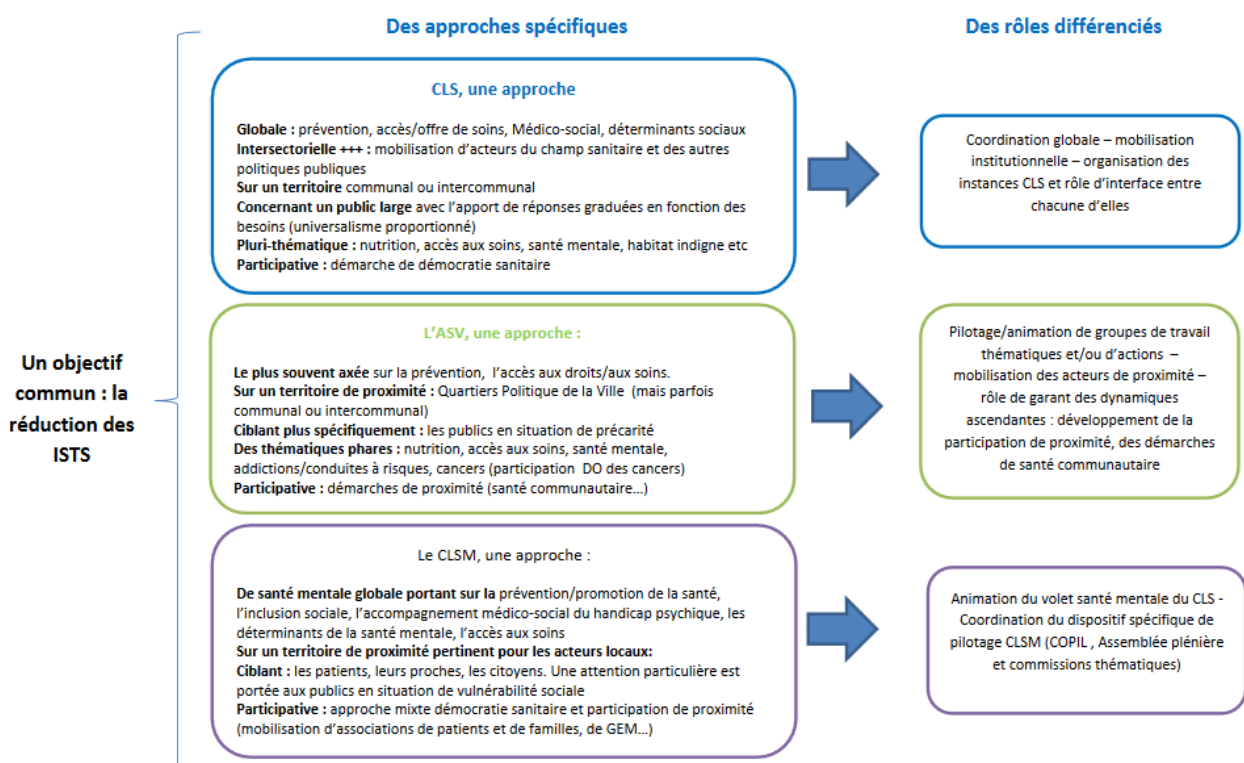 Des approches spécifiques
Des rôles différenciés
Un objectif
commun : la
réduction des
ISTS
CLS, une approche
Globale : prévention, accès/offre de soins, Médico-social, déterminants sociaux
Intersectorielle +++ : mobilisation d'acteurs du champ sanitaire et des autres
politiques publiques
Sur un territoire communal ou intercommunal
Concernant un public large avec l'apport de réponses graduées en fonction des
besoins (universalisme proportionné)
Pluri-thématique : nutrition, accès aux soins, santé mentale, habitat indigne etc
Participative : démarche de démocratie sanitaire
Coordination globale – mobilisation
institutionnelle – organisation des
instances CLS et rôle d'interface entre
chacune d'elles
L'ASV, une approche :
Le plus souvent axée sur la prévention, l'accès aux droits/aux soins.
Sur un territoire de proximité : Quartiers Politique de la Ville (mais parfois
communal ou intercommunal)
Ciblant plus spécifiquement : les publics en situation de précarité
Des thématiques phares : nutrition, accès aux soins, santé mentale,
addictions/conduites à risques, cancers (participation DO des cancers)
Participative : démarches de proximité (santé communautaire…)
Pilotage/animation de groupes de travail
thématiques et/ou d'actions –
mobilisation des acteurs de proximité –
rôle de garant des dynamiques
ascendantes : développement de la
participation de proximité, des démarches
de santé communautaire
Le CLSM, une approche :
De santé mentale globale portant sur la prévention/promotion de la santé,
l'inclusion sociale, l'accompagnement médico-social du handicap psychique, les
déterminants de la santé mentale, l'accès aux soins
Sur un territoire de proximité pertinent pour les acteurs locaux:
Ciblant : les patients, leurs proches, les citoyens. Une attention particulière est
portée aux publics en situation de vulnérabilité sociale
Participative : approche mixte démocratie sanitaire et participation de proximité
(mobilisation d'associations de patients et de familles, de GEM…)
Animation du volet santé mentale du CLS -
Coordination du dispositif spécifique de
pilotage CLSM (COPIL , Assemblée plénière
et commissions thématiques)